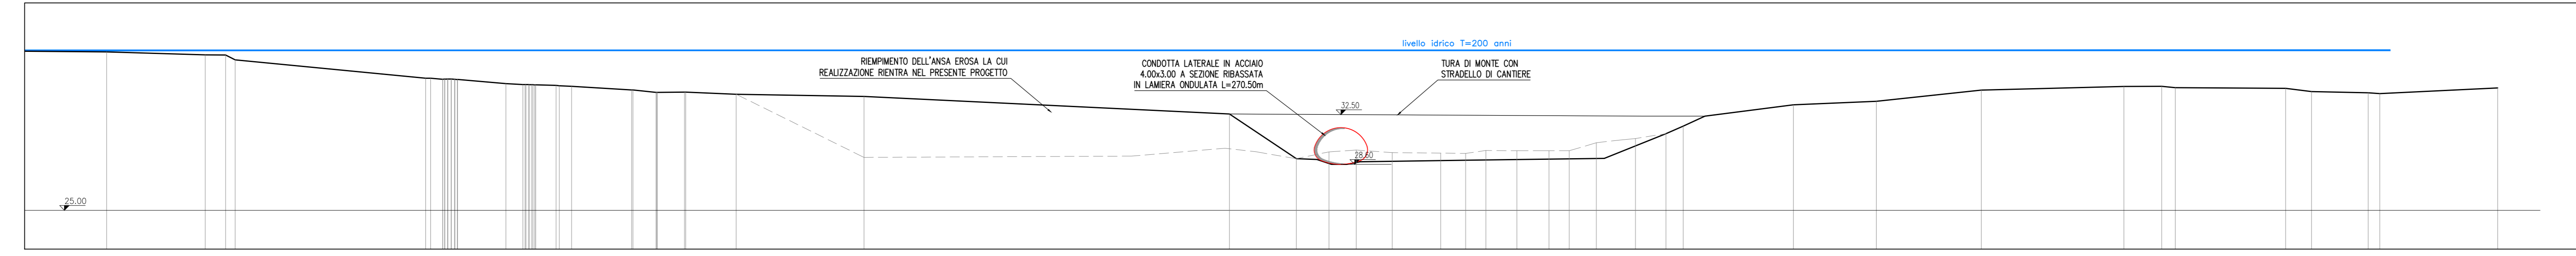 livello idrico T=200 anni
RIEMPIMENTO DELL'ANSA EROSA LA CUI
REALIZZAZIONE RIENTRA NEL PRESENTE PROGETTO
CONDOTTA LATERALE IN ACCIAIO
4.00x3.00 A SEZIONE RIBASSATA
IN LAMIERA ONDULATA L=270.50m
TURA DI MONTE CON
STRADELLO DI CANTIERE
32.50
28.60
25.00